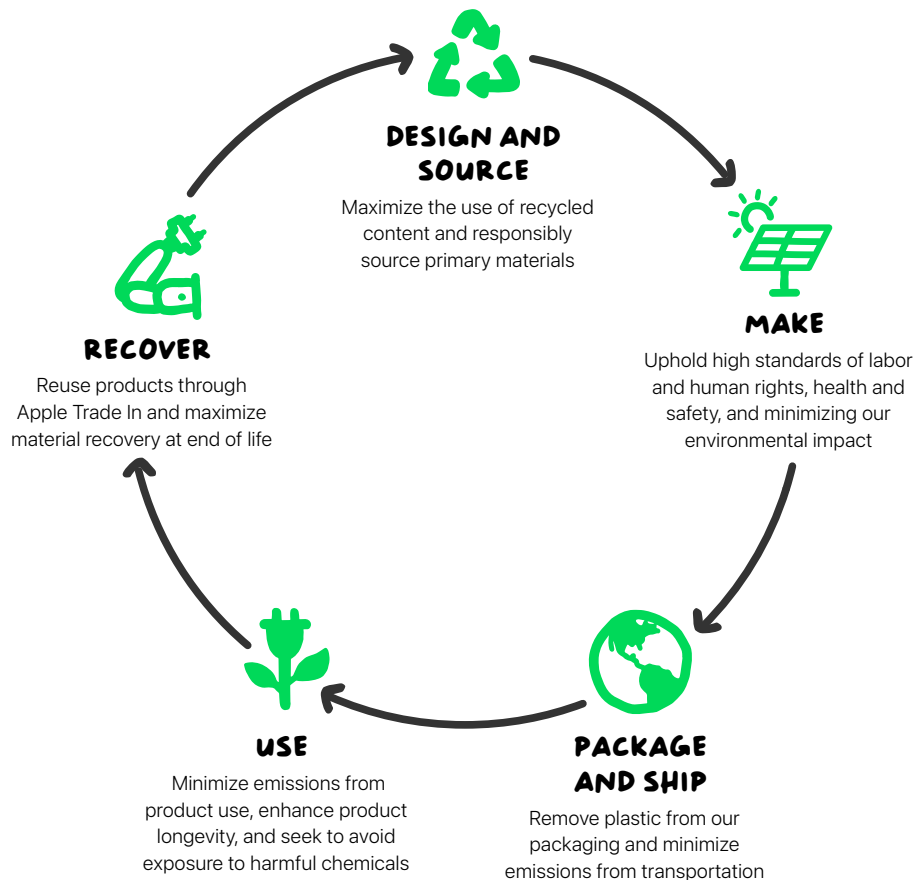 DESIGN AND
SOURCE
Maximize the use of recycled
content and responsibly
source primary materials
MAKE
Uphold high standards of labor
and human rights, health and
safety, and minimizing our
environmental impact
PACKAGE
AND SHIP
Remove plastic from our
packaging and minimize
emissions from transportation
USE
Minimize emissions from
product use, enhance product
longevity, and seek to avoid
exposure to harmful chemicals
RECOVER
Reuse products through
Apple Trade In and maximize
material recovery at end of life